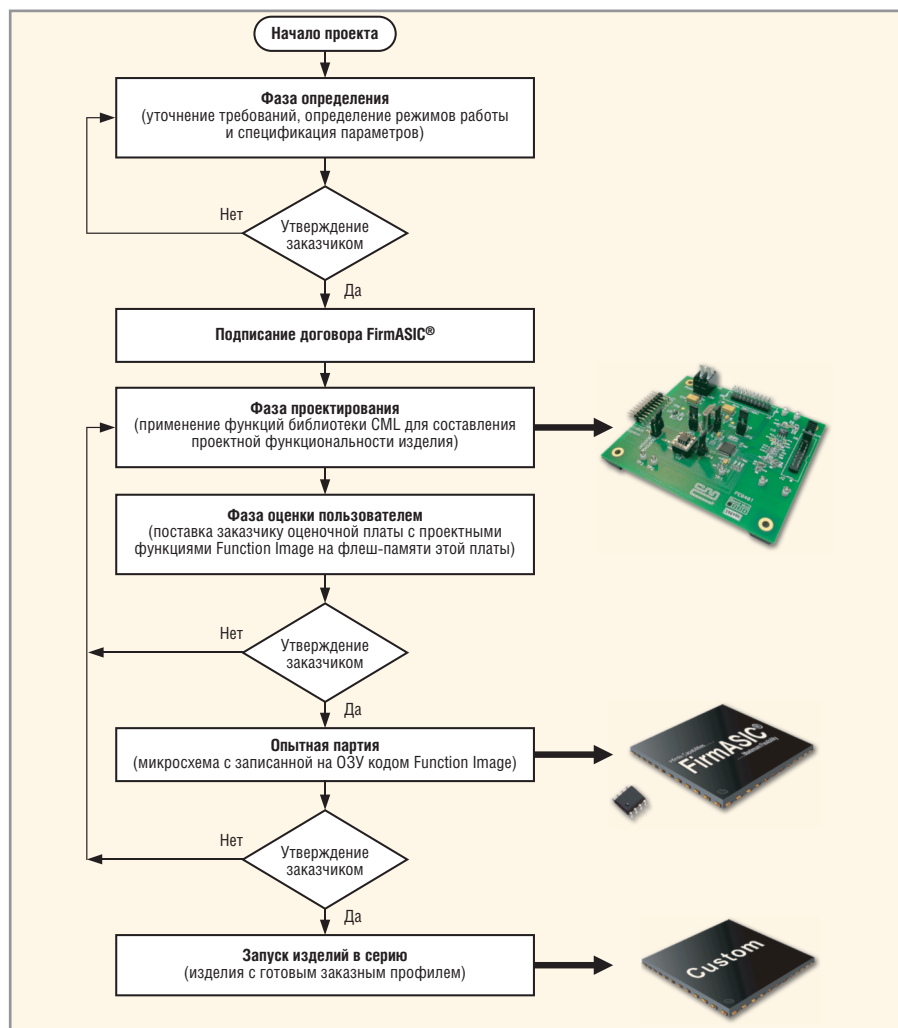 Начало проекта
Фаза определения
(уточнение требований, определение режимов работы
и спецификация параметров)
Нет
Утверждение
заказчиком
Да
Подписание договора FirmASIC®
Фаза проектирования
(применение функций библиотеки CML для составления
проектной функциональности изделия)
Фаза оценки пользователем
(поставка заказчику оценочной платы с проектными
функциями Function Image на флеш-памяти этой платы)
Нет
Утверждение
заказчиком
Да
Опытная партия
(микросхема с записанной на ОЗУ кодом Function Image)
FirmASIC®
Нет
Утверждение
заказчиком
Да
Запуск изделий в серию
(изделия с готовым заказным профилем)
Custom